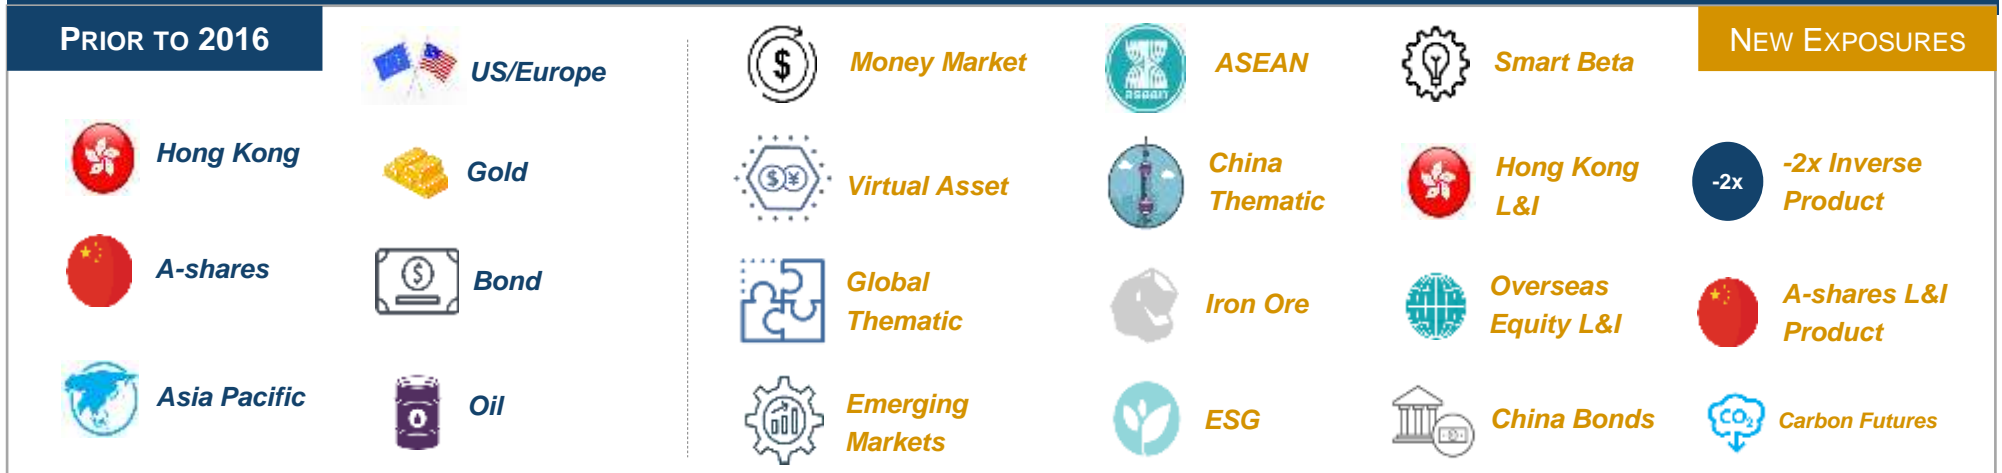 PRIOR TO 2016
Hong Kong
A-shares
Asia Pacific
US/Europe
Gold
Bond
Oil
NEW EXPOSURES
Money Market
Virtual Asset
Global
Thematic
Emerging
Markets
ASEAN
China
Thematic
Iron Ore
ESG
Smart Beta
Hong Kong
L&I
Overseas
Equity L&I
China Bonds
-2x
-2x Inverse
Product
A-shares L&I
Product
CO₂
Carbon Futures